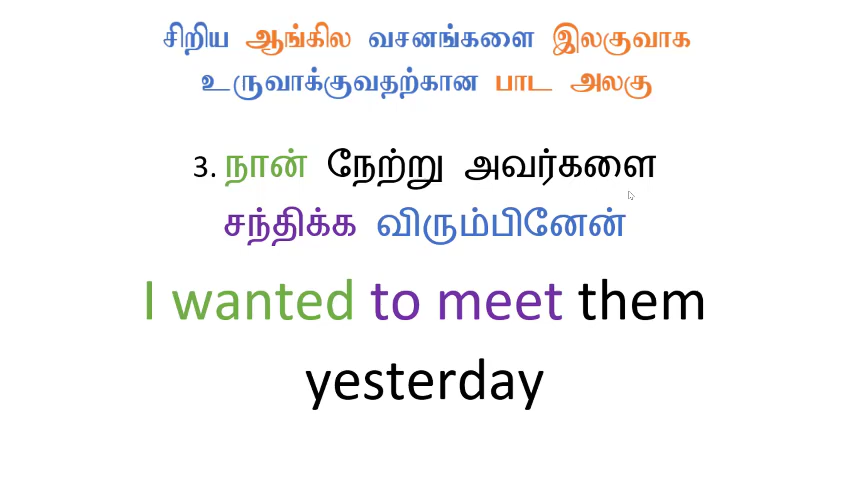 சிறிய ஆங்கில வசனங்களை இலகுவாக
உருவாக்குவதற்கான பாட அலகு
3. நான் நேற்று அவர்களை
சந்திக்க விரும்பினேன்
I wanted to meet them
yesterday